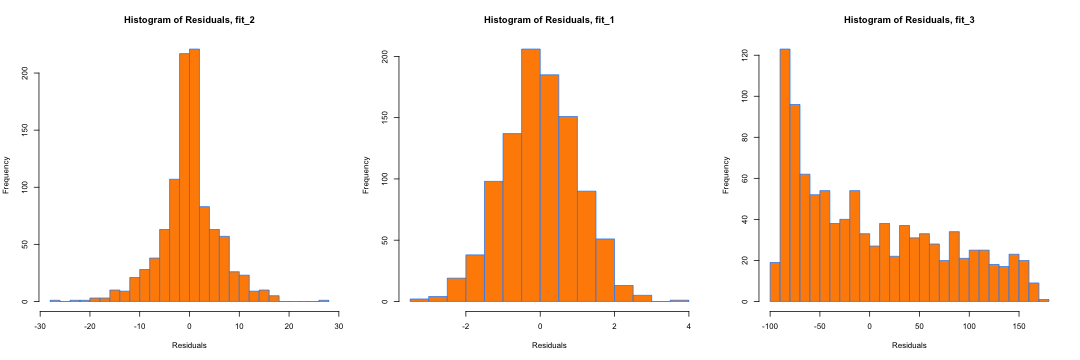 Histogram of Residuals, fit_2
Frequency
200
150
100
50
0
-30 -20 -10 0 10 20 30
Residuals
Histogram of Residuals, fit_1
Frequency
200
150
100
50
0
-2 0 2 4
Residuals
Histogram of Residuals, fit_3
Frequency
120
100
80
60
40
20
0
-100 -50 0 50 100 150
Residuals